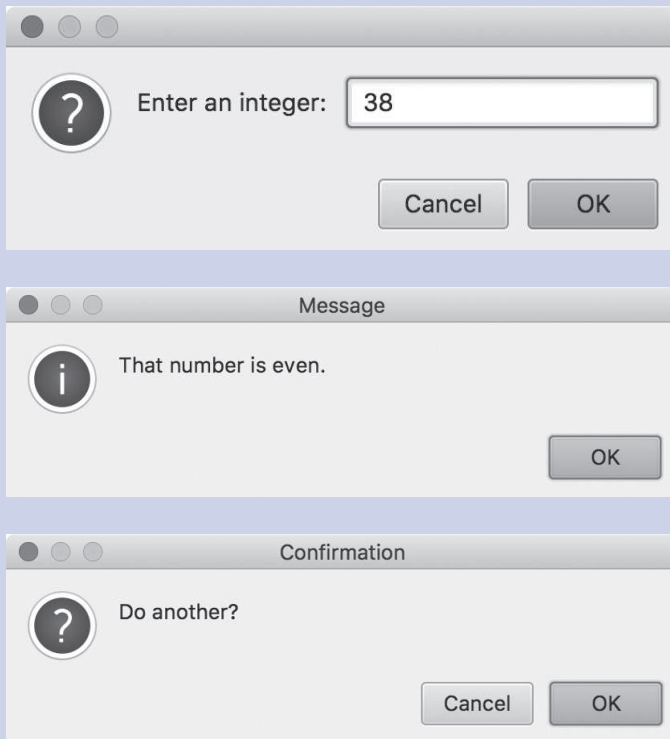 Enter an integer: 38
Cancel OK
Message
That number is even.
OK
Confirmation
Do another?
Cancel OK